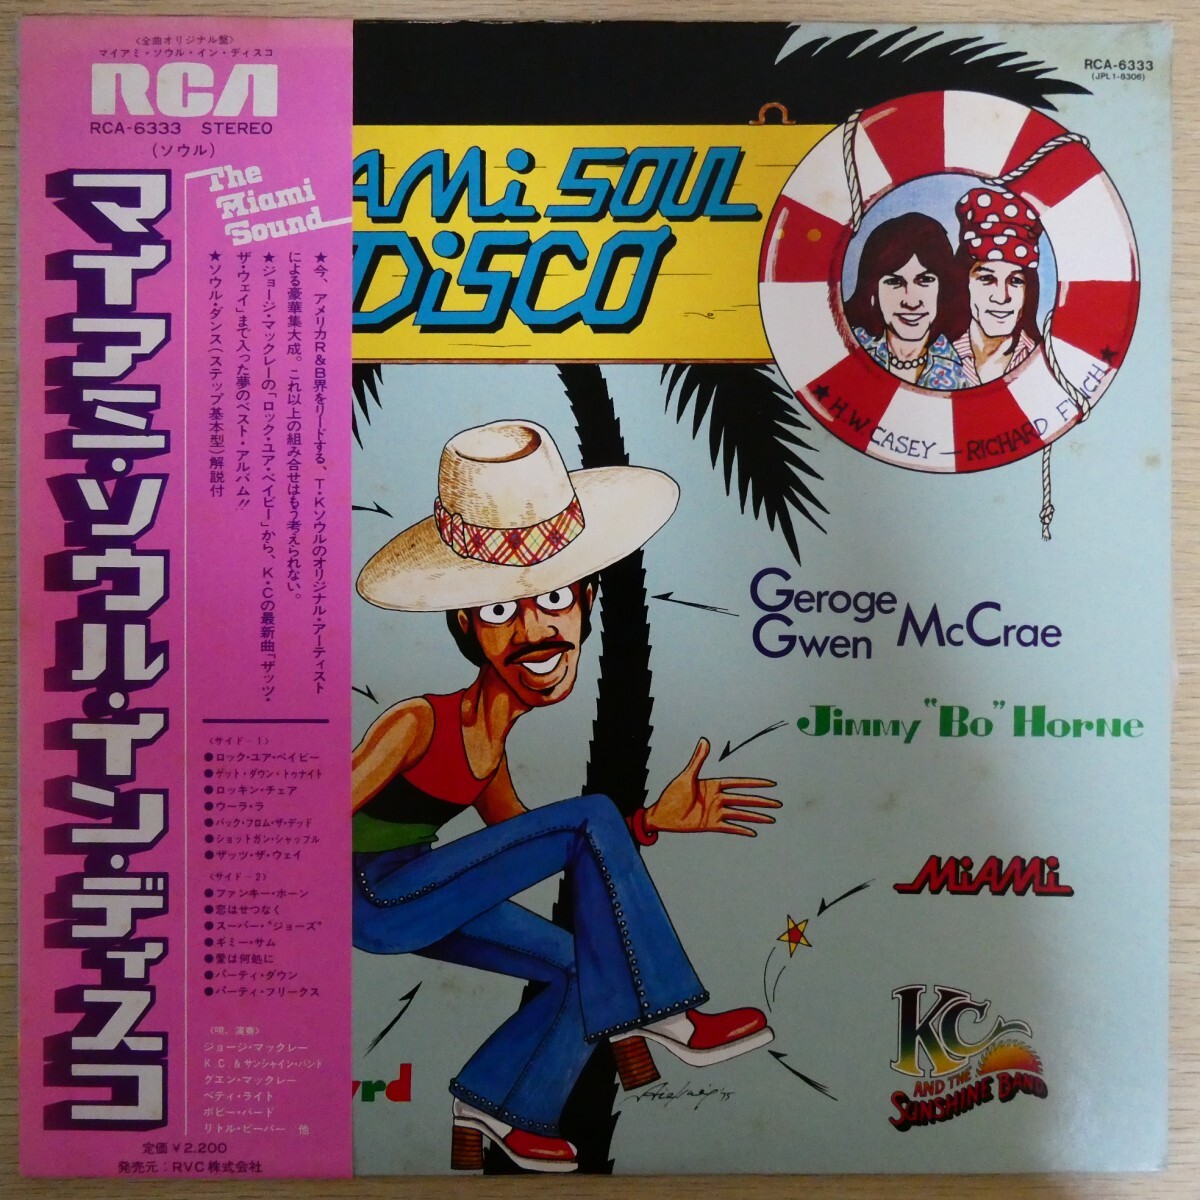 〈全曲オリジナル盤〉
マイアミ・ソウル・イン・ディスコ
RCA
RCA-6333 STEREO
(ソウル)
The Miami Sound
マイアミ・ソウル・イン・ディスコ
★今、アメリカR&B界をリードする、T・Kソウルのオリジナル・アーティスト
による豪華集大成。これ以上の組み合せはもう考えられない。
★ジョージ・マックレーの「ロック・ユア・ベイビー」から、K・Cの最新曲「ザッツ・
ザ・ウェイ」まで入った夢のベスト・アルバム!!
★ソウル・ダンス(ステップ基本型)解説付
〈サイド-1〉
●ロック・ユア・ベイビー
●ゲット・ダウン・トゥナイト
●ロッキン・チェア
●ウーラ・ラ
●バック・フロム・ザ・デッド
●ショットガン・シャッフル
●ザッツ・ザ・ウェイ
〈サイド-2〉
●ファンキー・ホーン
●恋はせつなく
●スーパー・“ジョーズ”
●ギミー・サム
●愛は何処に
●パーティ・ダウン
●パーティ・フリークス
〈唄、演奏〉
ジョージ・マックレー
K.C.&サンシャイン・バンド
グエン・マックレー
ベティ・ライト
ボビー・バード
リトル・ビーバー 他
定価￥2,200
発売元:RVC株式会社
RCA-6333
(JPL1-8306)
AMi SOUL
DiSCO
★H.W.CASEY — RICHARD FINCH★
Geroge
Gwen McCrae
Jimmy "Bo" Horne
MiAMi
KC
AND THE
SUNSHINE BAND
yrd